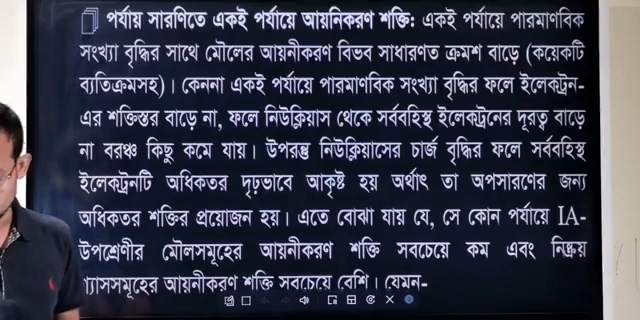 পর্যায় সারণিতে একই পর্যায়ে আয়নিকরণ শক্তি: একই পর্যায়ে পারমাণবিক
সংখ্যা বৃদ্ধির সাথে মৌলের আয়নীকরণ বিভব সাধারণত ক্রমশ বাড়ে (কয়েকটি
ব্যতিক্রমসহ)। কেননা একই পর্যায়ে পারমাণবিক সংখ্যা বৃদ্ধির ফলে ইলেকট্রন-
এর শক্তিস্তর বাড়ে না, ফলে নিউক্লিয়াস থেকে সর্ববহিস্থ ইলেকট্রনের দূরত্ব বাড়ে
না বরঞ্চ কিছু কমে যায়। উপরন্তু নিউক্লিয়াসের চার্জ বৃদ্ধির ফলে সর্ববহিস্থ
ইলেকট্রনটি অধিকতর দৃঢ়ভাবে আকৃষ্ট হয় অর্থাৎ তা অপসারণের জন্য
অধিকতর শক্তির প্রয়োজন হয়। এতে বোঝা যায় যে, সে কোন পর্যায়ে IA-
উপশ্রেণীর মৌলসমূহের আয়নীকরণ শক্তি সবচেয়ে কম এবং নিষ্ক্রিয়
গ্যাসসমূহের আয়নীকরণ শক্তি সবচেয়ে বেশি। যেমন-